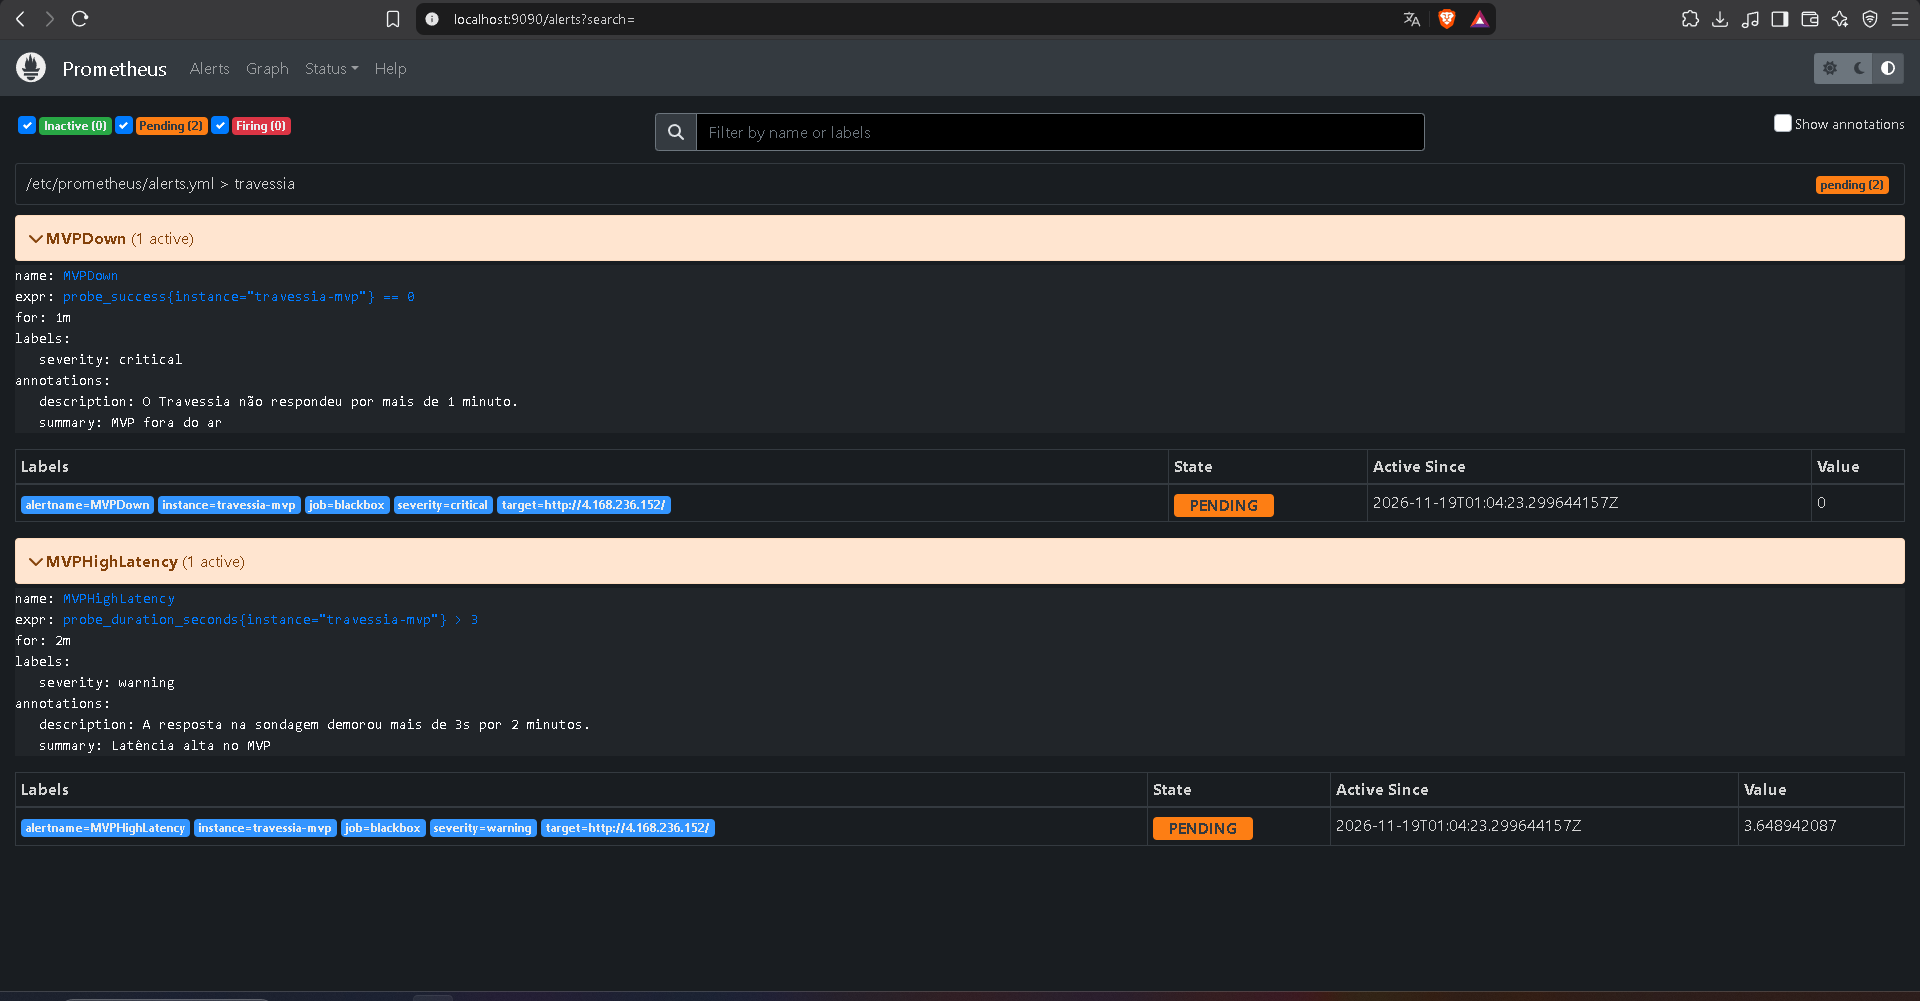 localhost:9090/alerts?search=
Prometheus Alerts Graph Status Help
Inactive (0) Pending (2) Firing (0)
Filter by name or labels
Show annotations
/etc/prometheus/alerts.yml > travessia
pending (2)
MVPDown (1 active)
name: MVPDown
expr: probe_success{instance="travessia-mvp"} == 0
for: 1m
labels:
severity: critical
annotations:
description: O Travessia não respondeu por mais de 1 minuto.
summary: MVP fora do ar
Labels State Active Since Value
alertname=MVPDown instance=travessia-mvp job=blackbox severity=critical target=http://4.168.236.152/ PENDING 2026-11-19T01:04:23.299644157Z 0
MVPHighLatency (1 active)
name: MVPHighLatency
expr: probe_duration_seconds{instance="travessia-mvp"} > 3
for: 2m
labels:
severity: warning
annotations:
description: A resposta na sondagem demorou mais de 3s por 2 minutos.
summary: Latência alta no MVP
Labels State Active Since Value
alertname=MVPHighLatency instance=travessia-mvp job=blackbox severity=warning target=http://4.168.236.152/ PENDING 2026-11-19T01:04:23.299644157Z 3.648942087